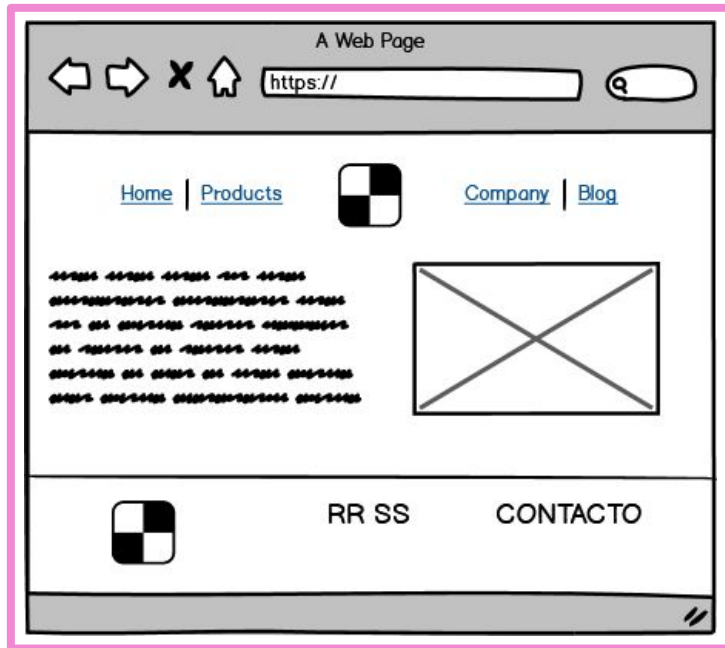 A Web Page
https://
Home | Products
Company | Blog
RR SS
CONTACTO